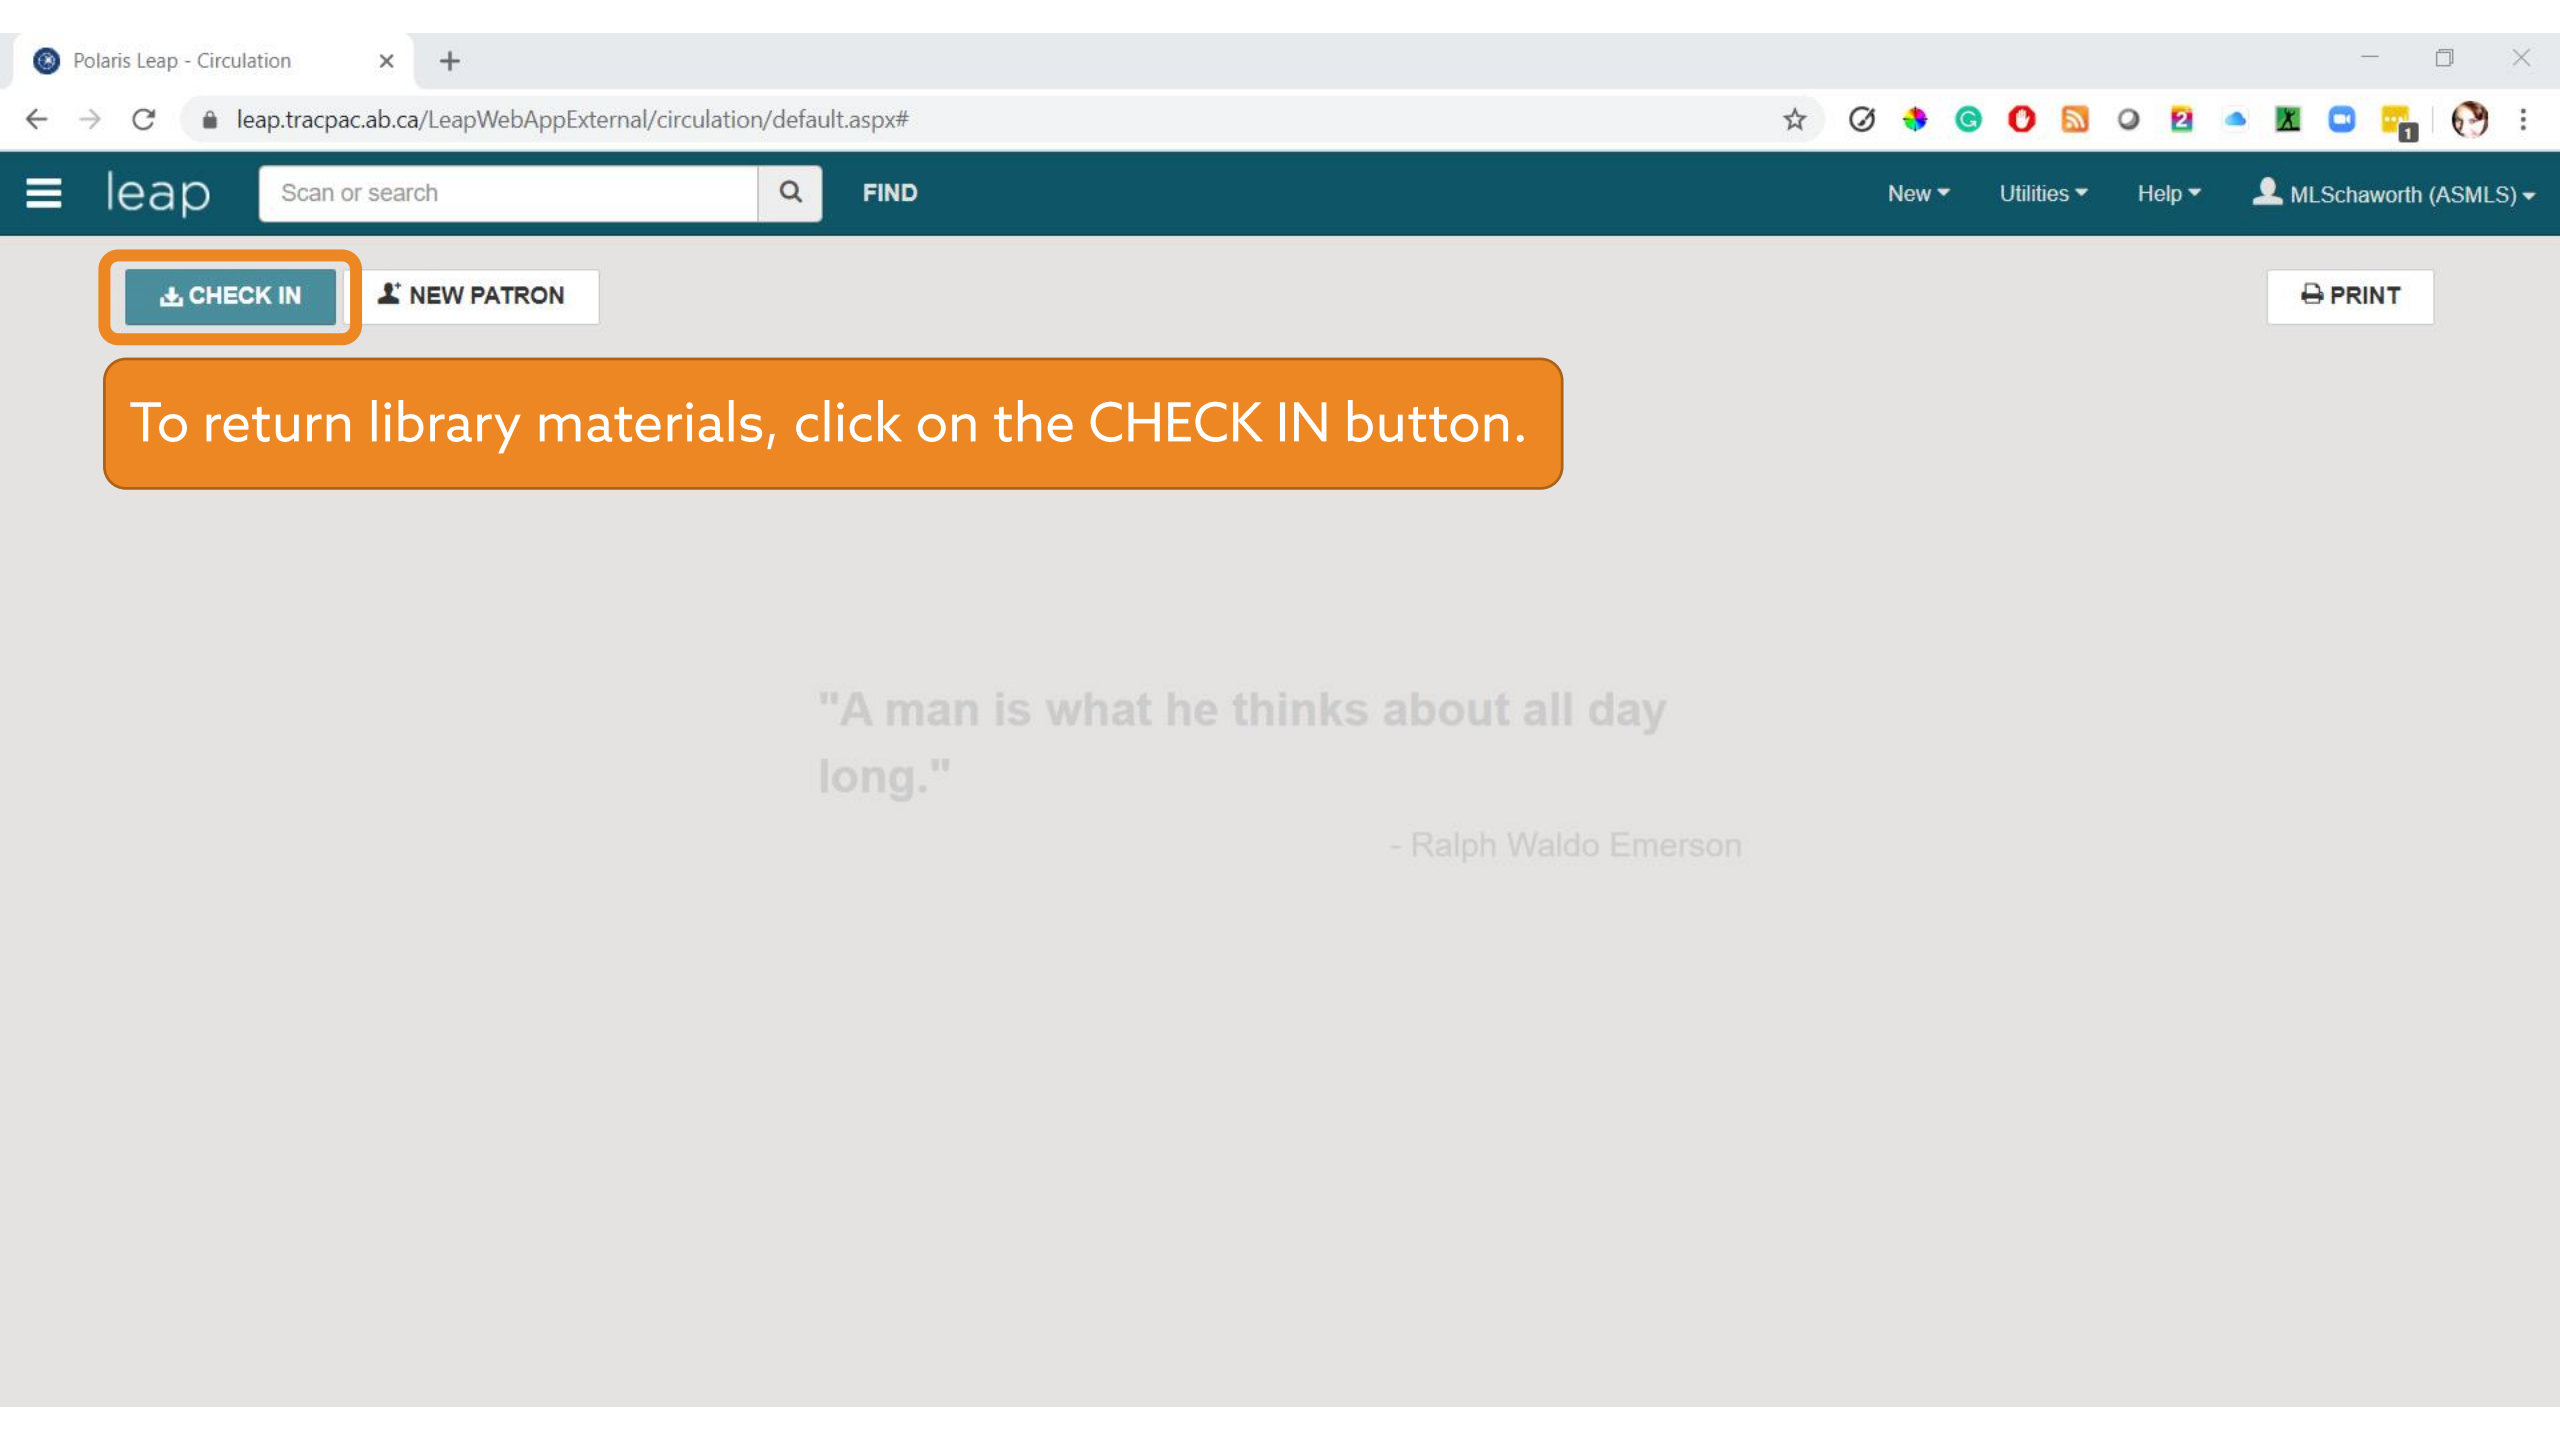 Polaris Leap - Circulation
leap.tracpac.ab.ca/LeapWebAppExternal/circulation/default.aspx#
2
1
leap
Scan or search
FIND
New
Utilities
Help
MLSchaworth (ASMLS)
CHECK IN
NEW PATRON
PRINT
To return library materials, click on the CHECK IN button.
"A man is what he thinks about all day
long."
- Ralph Waldo Emerson